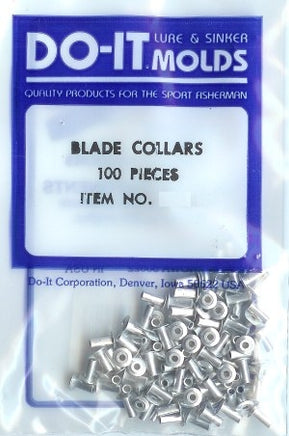 DO-IT LURE & SINKER
MOLDS
QUALITY PRODUCTS FOR THE SPORT FISHERMAN
BLADE COLLARS
100 PIECES
ITEM NO.
Do-It Corporation, Denver, Iowa 50622 USA